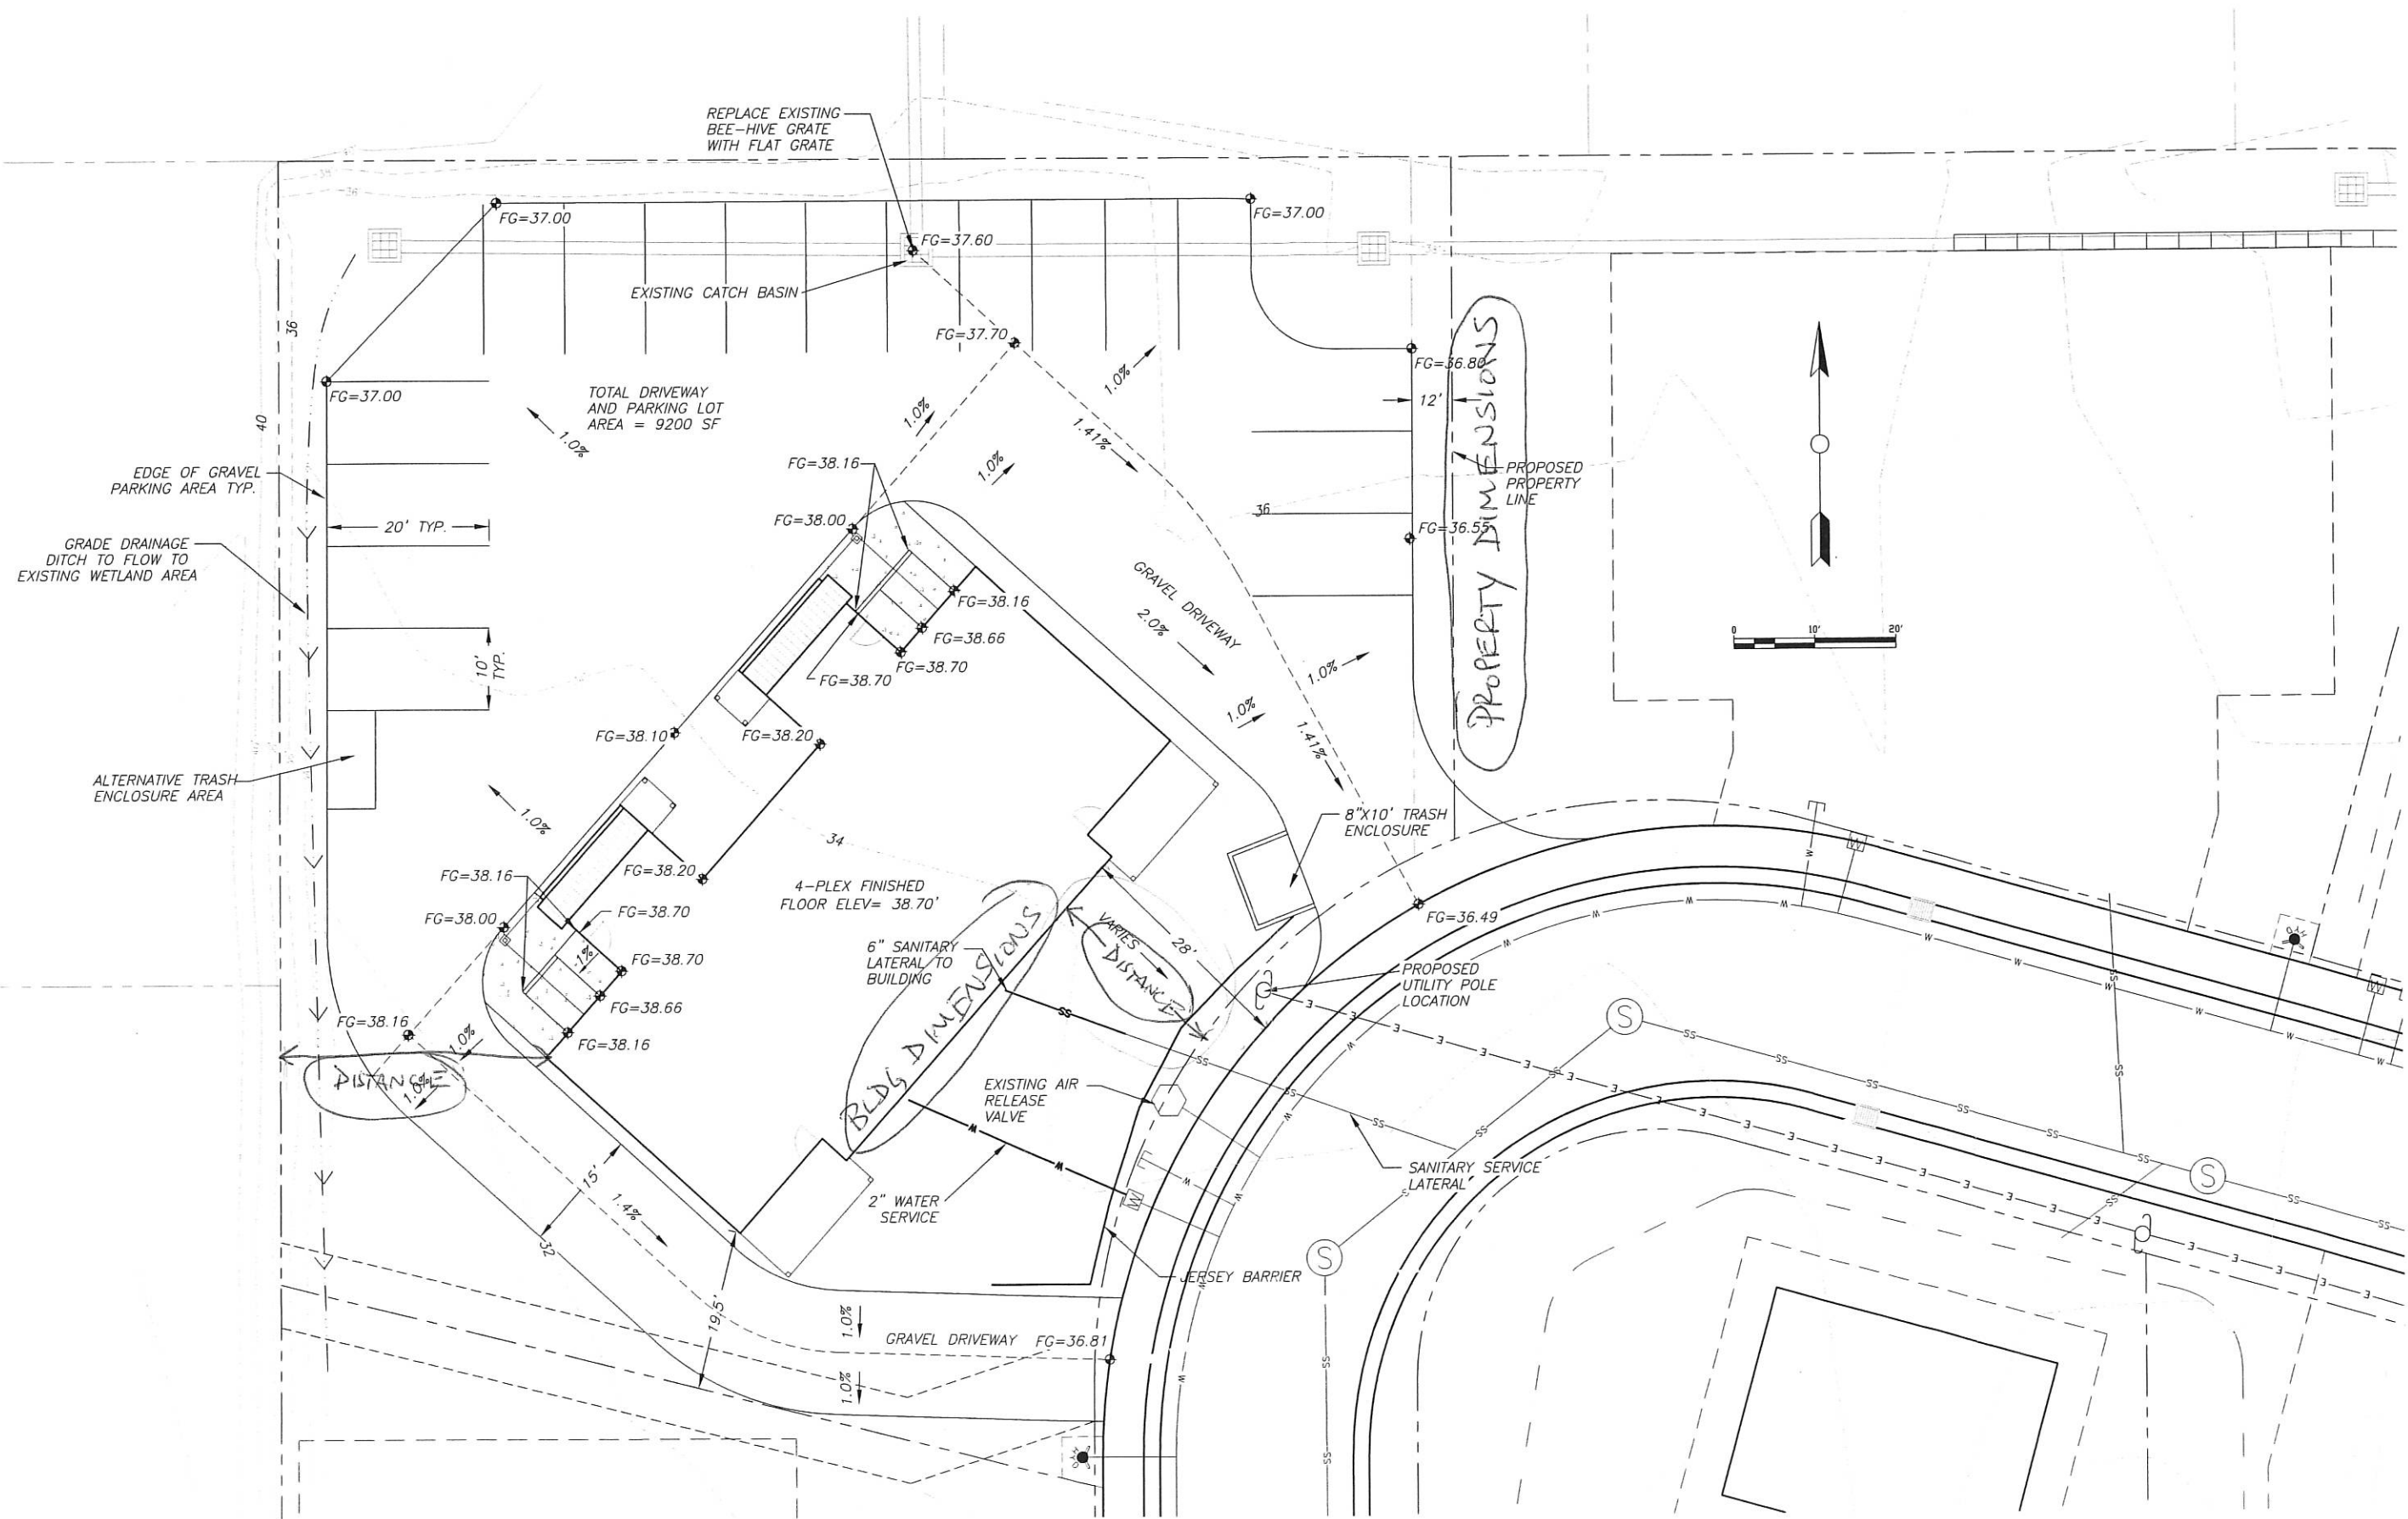 REPLACE EXISTING
BEE-HIVE GRATE
WITH FLAT GRATE
36
36
FG=37.00
FG=37.60
FG=37.00
EXISTING CATCH BASIN
36
FG=37.70
FG=36.80
FG=37.00
TOTAL DRIVEWAY
AND PARKING LOT
AREA = 9200 SF
1.0%
1.0%
12'
PROPERTY DIMENSIONS
40
1.0%
1.41%
EDGE OF GRAVEL
PARKING AREA TYP.
FG=38.16
1.0%
PROPOSED
PROPERTY
LINE
20' TYP.
FG=38.00
36
FG=36.55
GRADE DRAINAGE
DITCH TO FLOW TO
EXISTING WETLAND AREA
GRAVEL DRIVEWAY
2.0%
FG=38.16
FG=38.66
FG=38.70
FG=38.70
0 10' 20'
10'
TYP.
1.0%
1.0%
FG=38.10
FG=38.20
1.41%
ALTERNATIVE TRASH
ENCLOSURE AREA
1.0%
34
8"X10' TRASH
ENCLOSURE
FG=38.16
FG=38.20
4-PLEX FINISHED
FLOOR ELEV= 38.70'
FG=38.00
FG=38.70
FG=36.49
6" SANITARY
LATERAL TO
BUILDING
BLDG DIMENSIONS
VARIES
DISTANCE
28'
1%
FG=38.70
PROPOSED
UTILITY POLE
LOCATION
FG=38.66
FG=38.16
1.0%
FG=38.16
DISTANCE
1.0%
EXISTING AIR
RELEASE
VALVE
SANITARY SERVICE
LATERAL
15'
1.4%
2" WATER
SERVICE
32
JERSEY BARRIER
19.5'
1.0%
GRAVEL DRIVEWAY FG=36.81
1.0%
HYD
HYD
S
S
S
W
W
W
W
SS
SS
SS
E
E
E